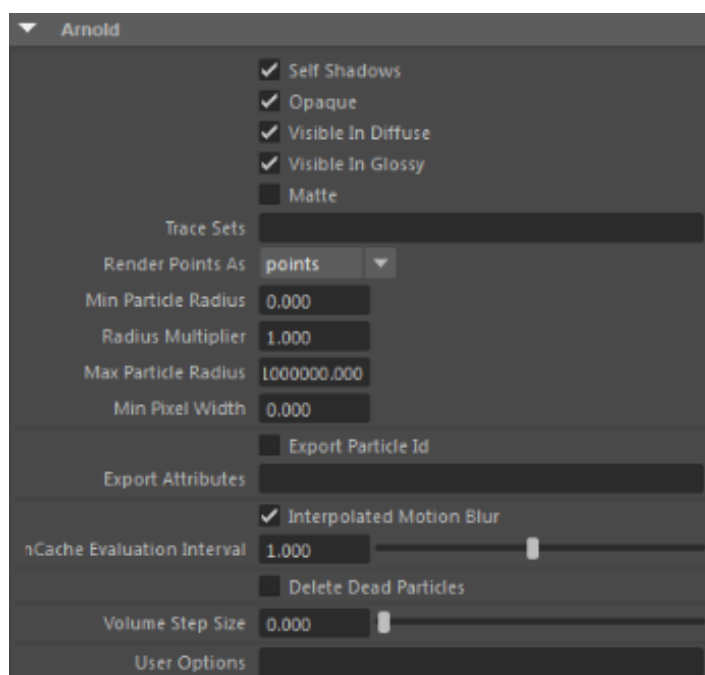 Arnold
Self Shadows
Opaque
Visible In Diffuse
Visible In Glossy
Matte
Trace Sets
Render Points As points
Min Particle Radius 0.000
Radius Multiplier 1.000
Max Particle Radius 1000000.000
Min Pixel Width 0.000
Export Particle Id
Export Attributes
Interpolated Motion Blur
nCache Evaluation Interval 1.000
Delete Dead Particles
Volume Step Size 0.000
User Options